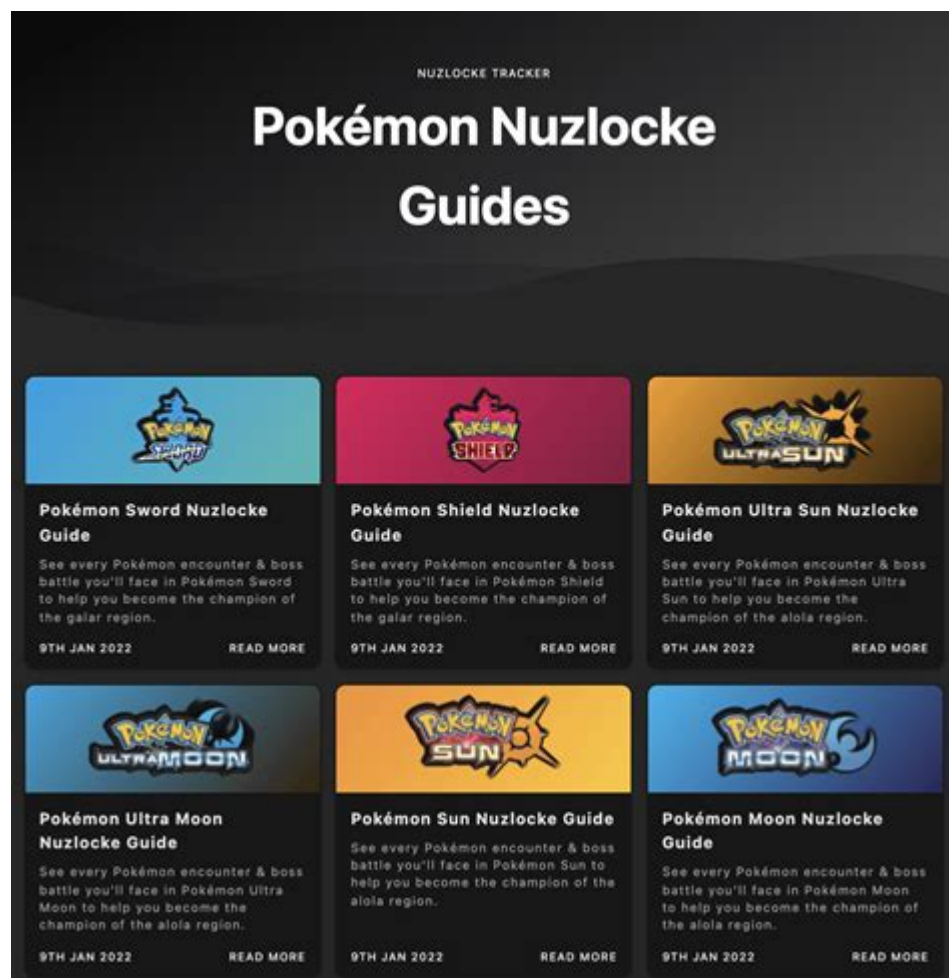 NUZLOCKE TRACKER
Pokémon Nuzlocke
Guides
POKéMON
SWORD
POKéMON
SHIELD
POKéMON
ULTRASUN
Pokémon Sword Nuzlocke
Guide
See every Pokémon encounter & boss
battle you'll face in Pokémon Sword
to help you become the champion of
the galar region.
9TH JAN 2022 READ MORE
Pokémon Shield Nuzlocke
Guide
See every Pokémon encounter & boss
battle you'll face in Pokémon Shield
to help you become the champion of
the galar region.
9TH JAN 2022 READ MORE
Pokémon Ultra Sun Nuzlocke
Guide
See every Pokémon encounter & boss
battle you'll face in Pokémon Ultra
Sun to help you become the
champion of the alola region.
9TH JAN 2022 READ MORE
POKéMON
ULTRAMOON
POKéMON
SUN
POKéMON
MOON
Pokémon Ultra Moon
Nuzlocke Guide
See every Pokémon encounter & boss
battle you'll face in Pokémon Ultra
Moon to help you become the
champion of the alola region.
9TH JAN 2022 READ MORE
Pokémon Sun Nuzlocke Guide
See every Pokémon encounter & boss
battle you'll face in Pokémon Sun to
help you become the champion of the
alola region.
9TH JAN 2022 READ MORE
Pokémon Moon Nuzlocke
Guide
See every Pokémon encounter & boss
battle you'll face in Pokémon Moon
to help you become the champion of
the alola region.
9TH JAN 2022 READ MORE